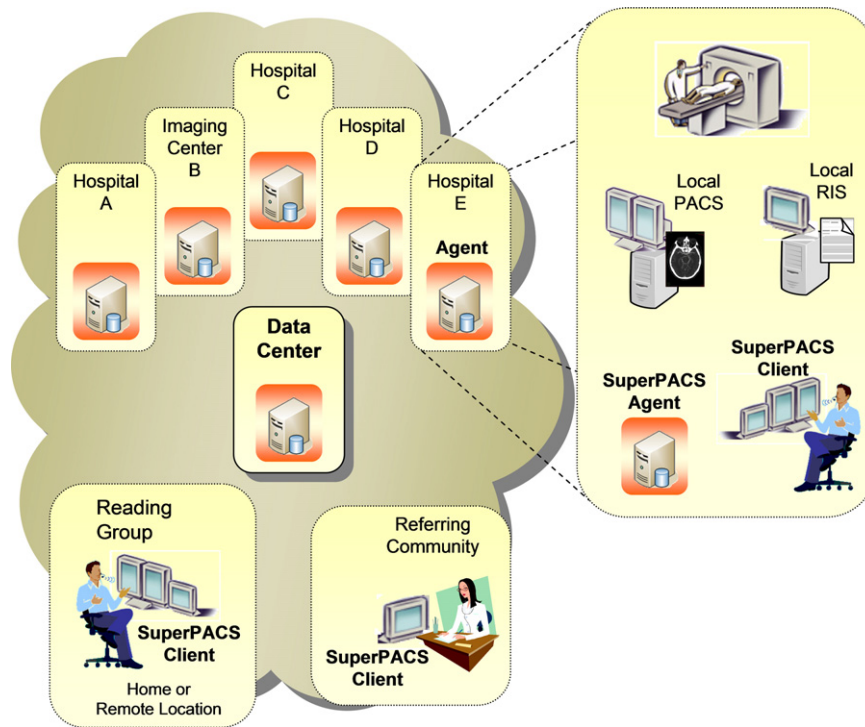 Hospital
C
Imaging
Center
B
Hospital
D
Hospital
A
Hospital
E
Agent
Data
Center
Reading
Group
SuperPACS
Client
Home or
Remote Location
Referring
Community
SuperPACS
Client
Local
PACS
Local
RIS
SuperPACS
Agent
SuperPACS
Client